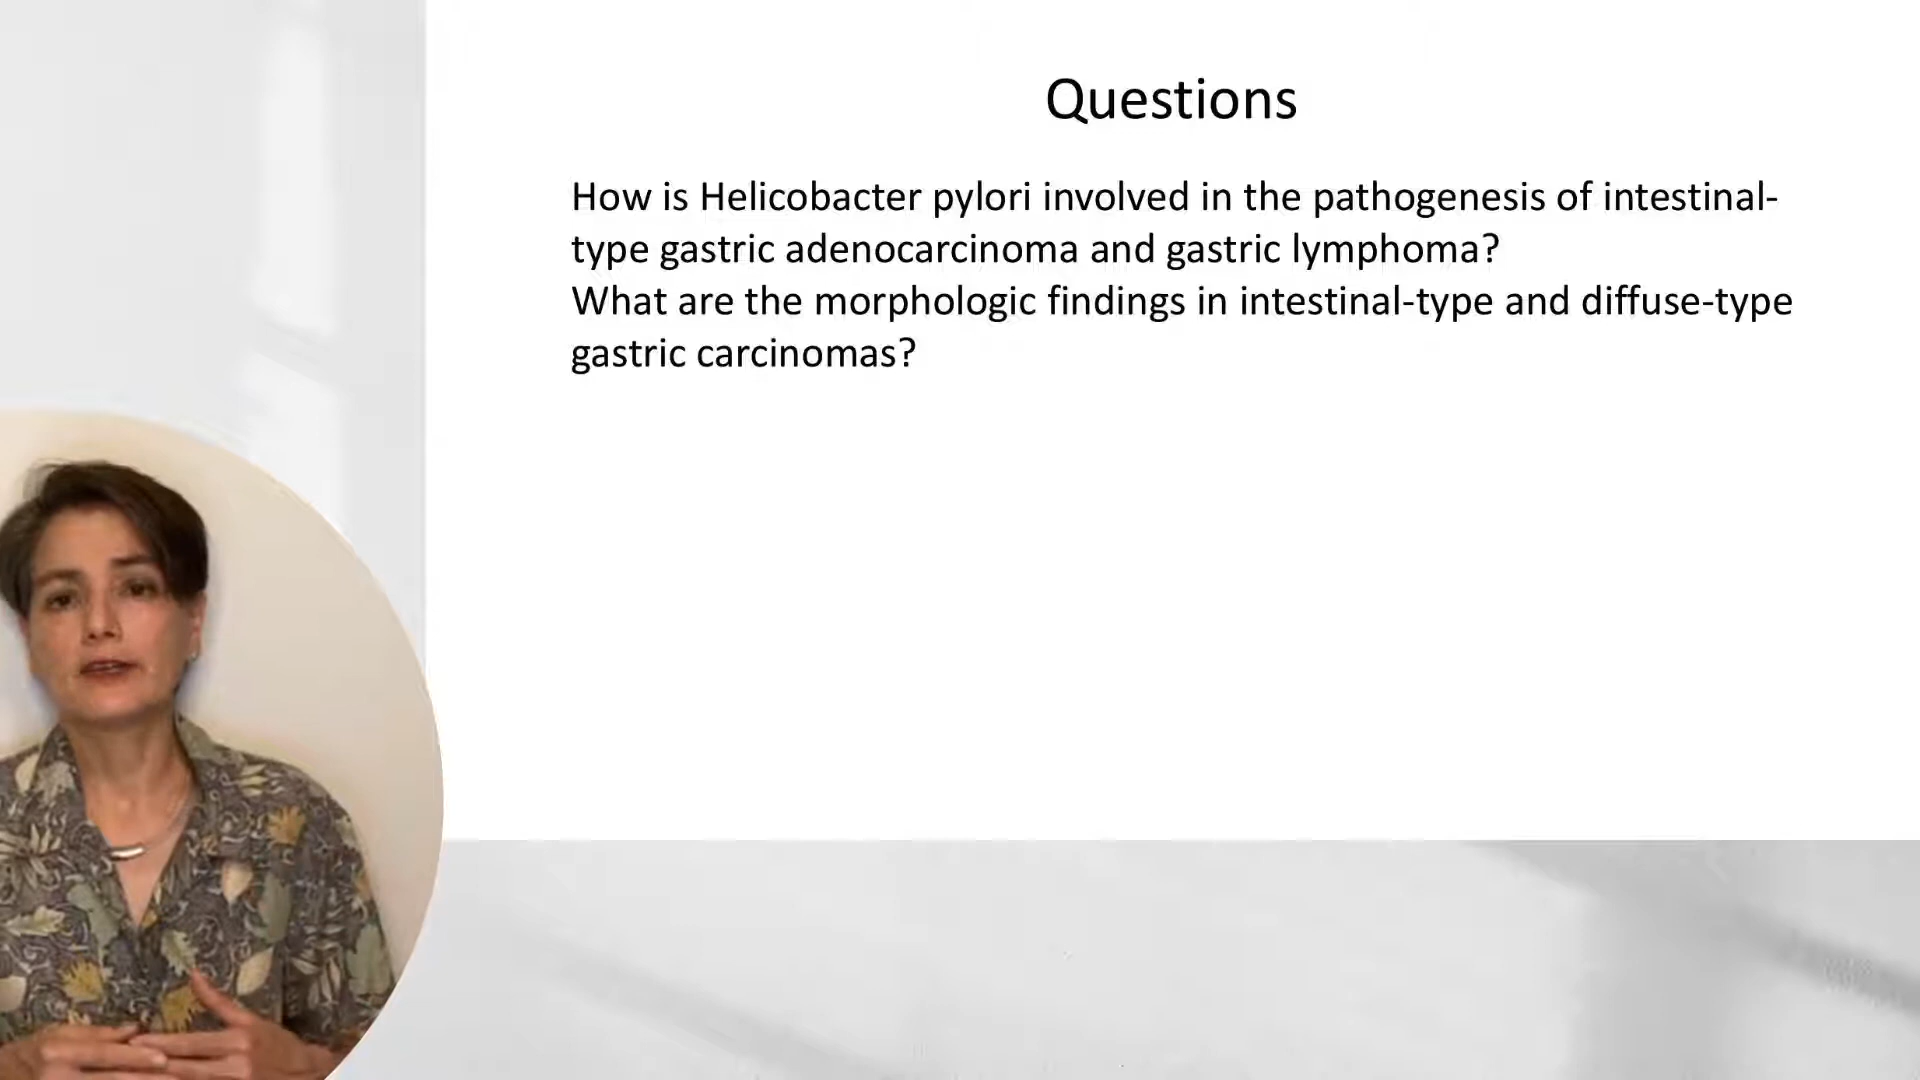 Questions
How is Helicobacter pylori involved in the pathogenesis of intestinal-
type gastric adenocarcinoma and gastric lymphoma?
What are the morphologic findings in intestinal-type and diffuse-type
gastric carcinomas?